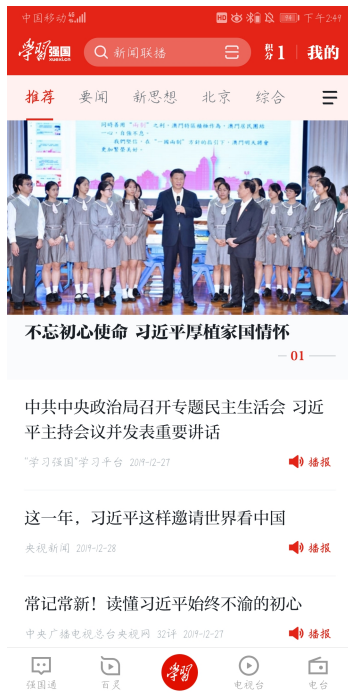 中国移动 4G 下午2:49
学习强国 新闻联播 积分 1 我的
xuexi.cn
推荐 要闻 新思想 北京 综合
不忘初心使命 习近平厚植家国情怀
01
中共中央政治局召开专题民主生活会 习近
平主持会议并发表重要讲话
“学习强国”学习平台 2019-12-27 播报
这一年，习近平这样邀请世界看中国
央视新闻 2019-12-28 播报
常记常新！读懂习近平始终不渝的初心
中央广播电视总台央视网 32评 2019-12-27 播报
强国通 百灵 学习 电视台 电台